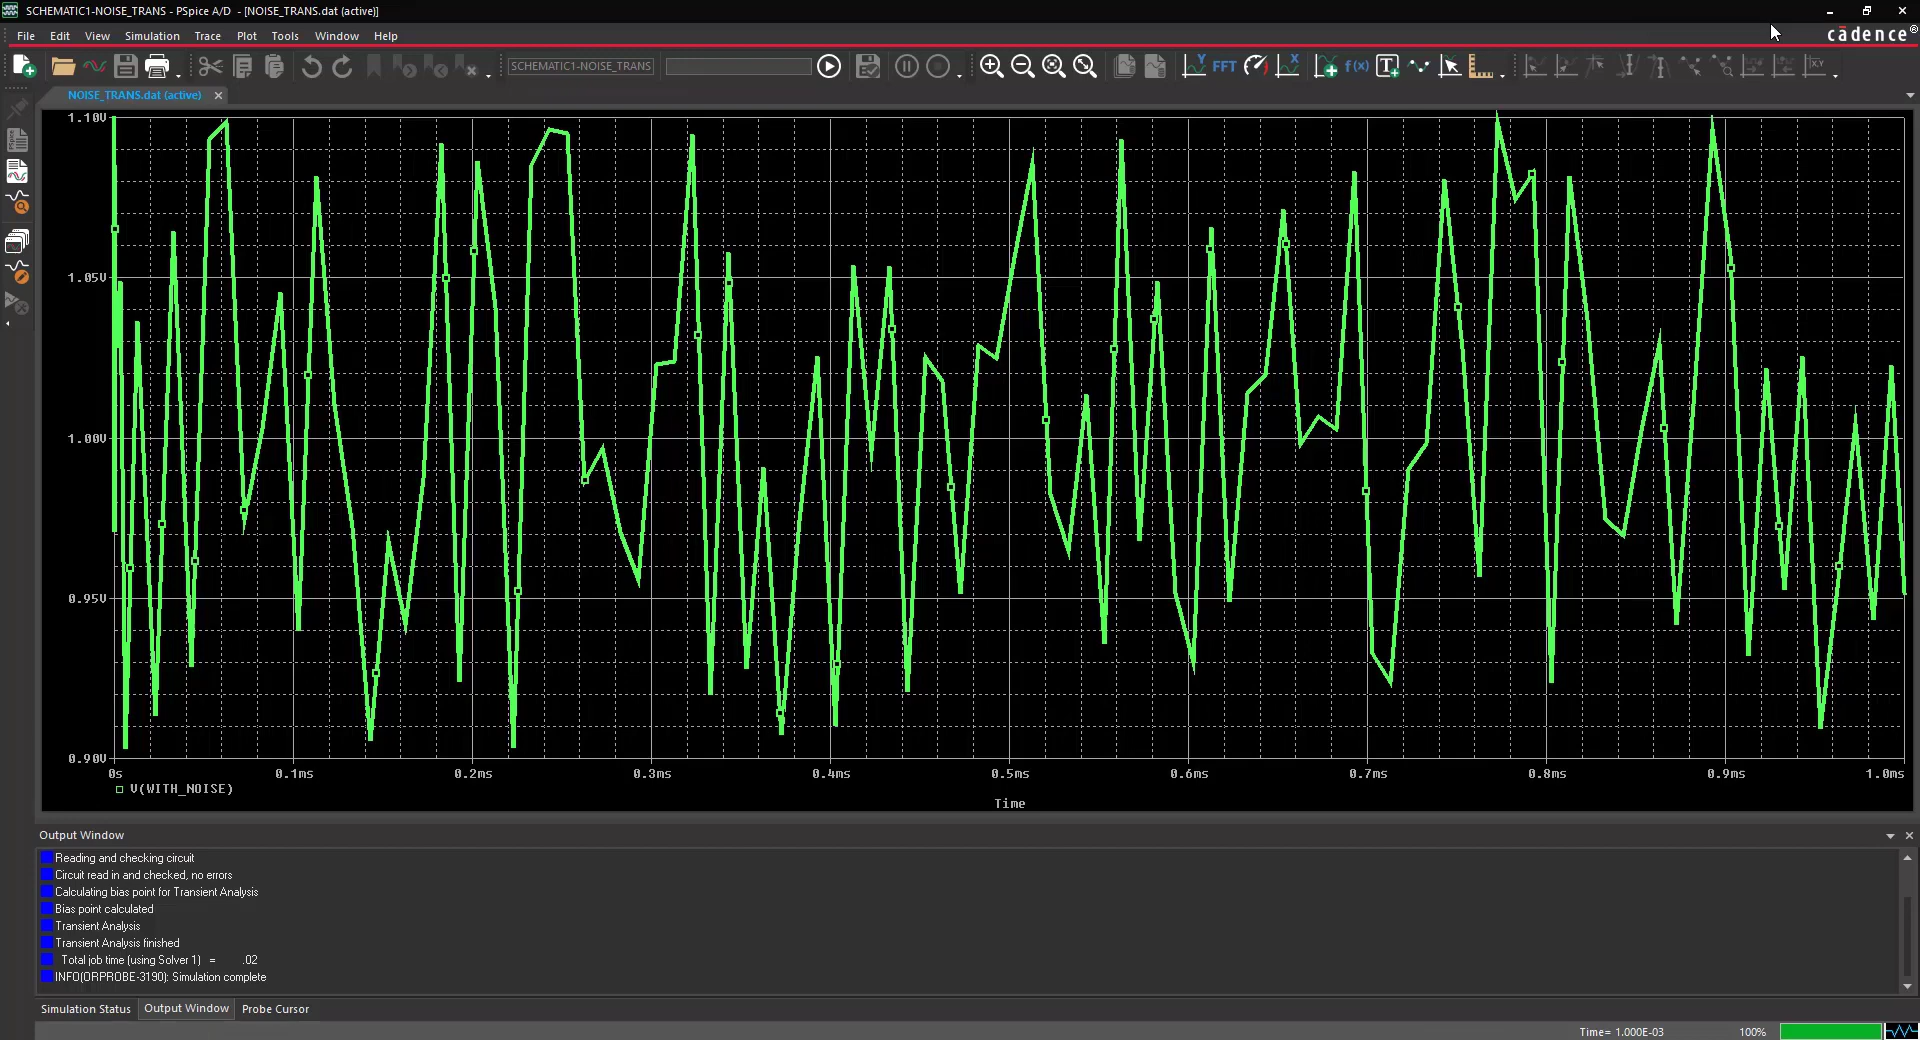 SCHEMATIC1-NOISE_TRANS - PSpice A/D - [NOISE_TRANS.dat (active)]
File Edit View Simulation Trace Plot Tools Window Help
cādence®
SCHEMATIC1-NOISE_TRANS
FFT f(x)
NOISE_TRANS.dat (active)
1.10V
1.05V
1.00V
0.95V
0.90V
0s 0.1ms 0.2ms 0.3ms 0.4ms 0.5ms 0.6ms 0.7ms 0.8ms 0.9ms 1.0ms
V(WITH_NOISE)
Time
Output Window
Reading and checking circuit
Circuit read in and checked, no errors
Calculating bias point for Transient Analysis
Bias point calculated
Transient Analysis
Transient Analysis finished
Total job time (using Solver 1) = .02
INFO(ORPROBE-3190): Simulation complete
Simulation Status Output Window Probe Cursor
Time= 1.000E-03 100%